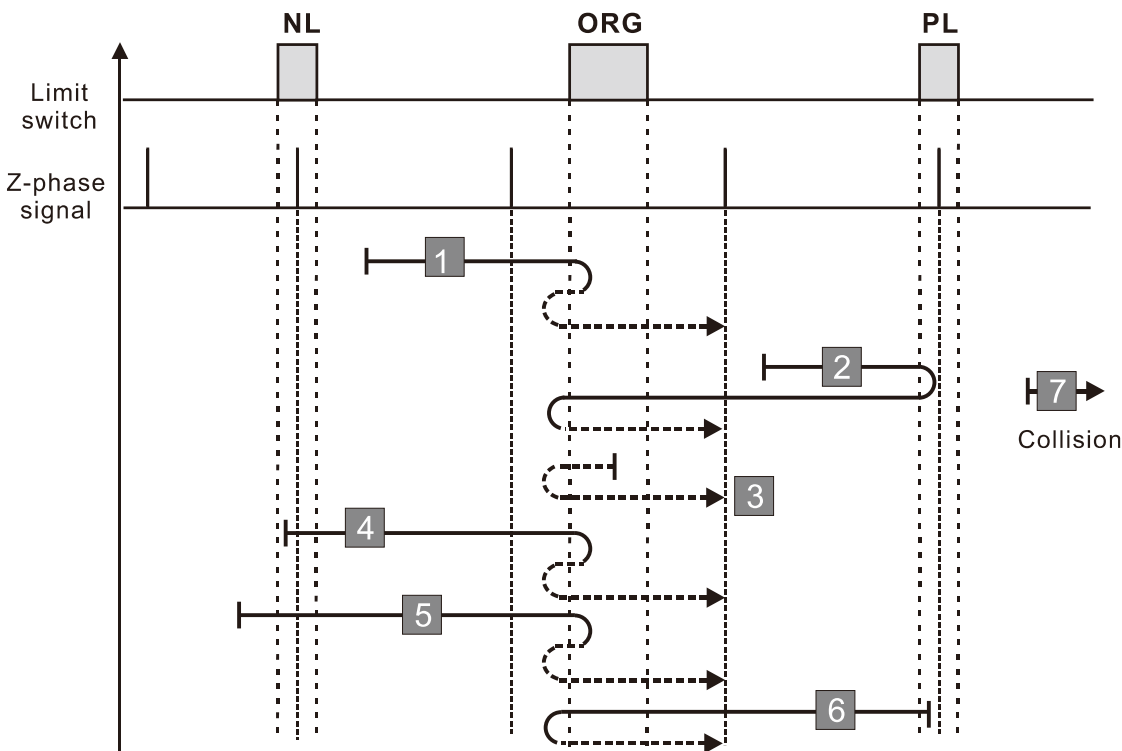 NL
ORG
PL
Limit
switch
Z-phase
signal
1
2
7
Collision
3
4
5
6